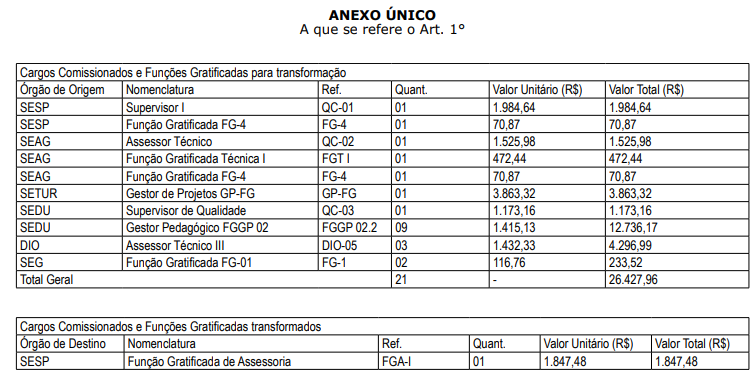 ANEXO ÚNICO
A que se refere o Art. 1°
Cargos Comissionados e Funções Gratificadas para transformação
Órgão de Origem Nomenclatura Ref. Quant. Valor Unitário (R$) Valor Total (R$)
SESP Supervisor I QC-01 01 1.984,64 1.984,64
SESP Função Gratificada FG-4 FG-4 01 70,87 70,87
SEAG Assessor Técnico QC-02 01 1.525,98 1.525,98
SEAG Função Gratificada Técnica I FGT I 01 472,44 472,44
SEAG Função Gratificada FG-4 FG-4 01 70,87 70,87
SETUR Gestor de Projetos GP-FG GP-FG 01 3.863,32 3.863,32
SEDU Supervisor de Qualidade QC-03 01 1.173,16 1.173,16
SEDU Gestor Pedagógico FGGP 02 FGGP 02.2 09 1.415,13 12.736,17
DIO Assessor Técnico III DIO-05 03 1.432,33 4.296,99
SEG Função Gratificada FG-01 FG-1 02 116,76 233,52
Total Geral 21 - 26.427,96
Cargos Comissionados e Funções Gratificadas transformados
Órgão de Destino Nomenclatura Ref. Quant. Valor Unitário (R$) Valor Total (R$)
SESP Função Gratificada de Assessoria FGA-I 01 1.847,48 1.847,48